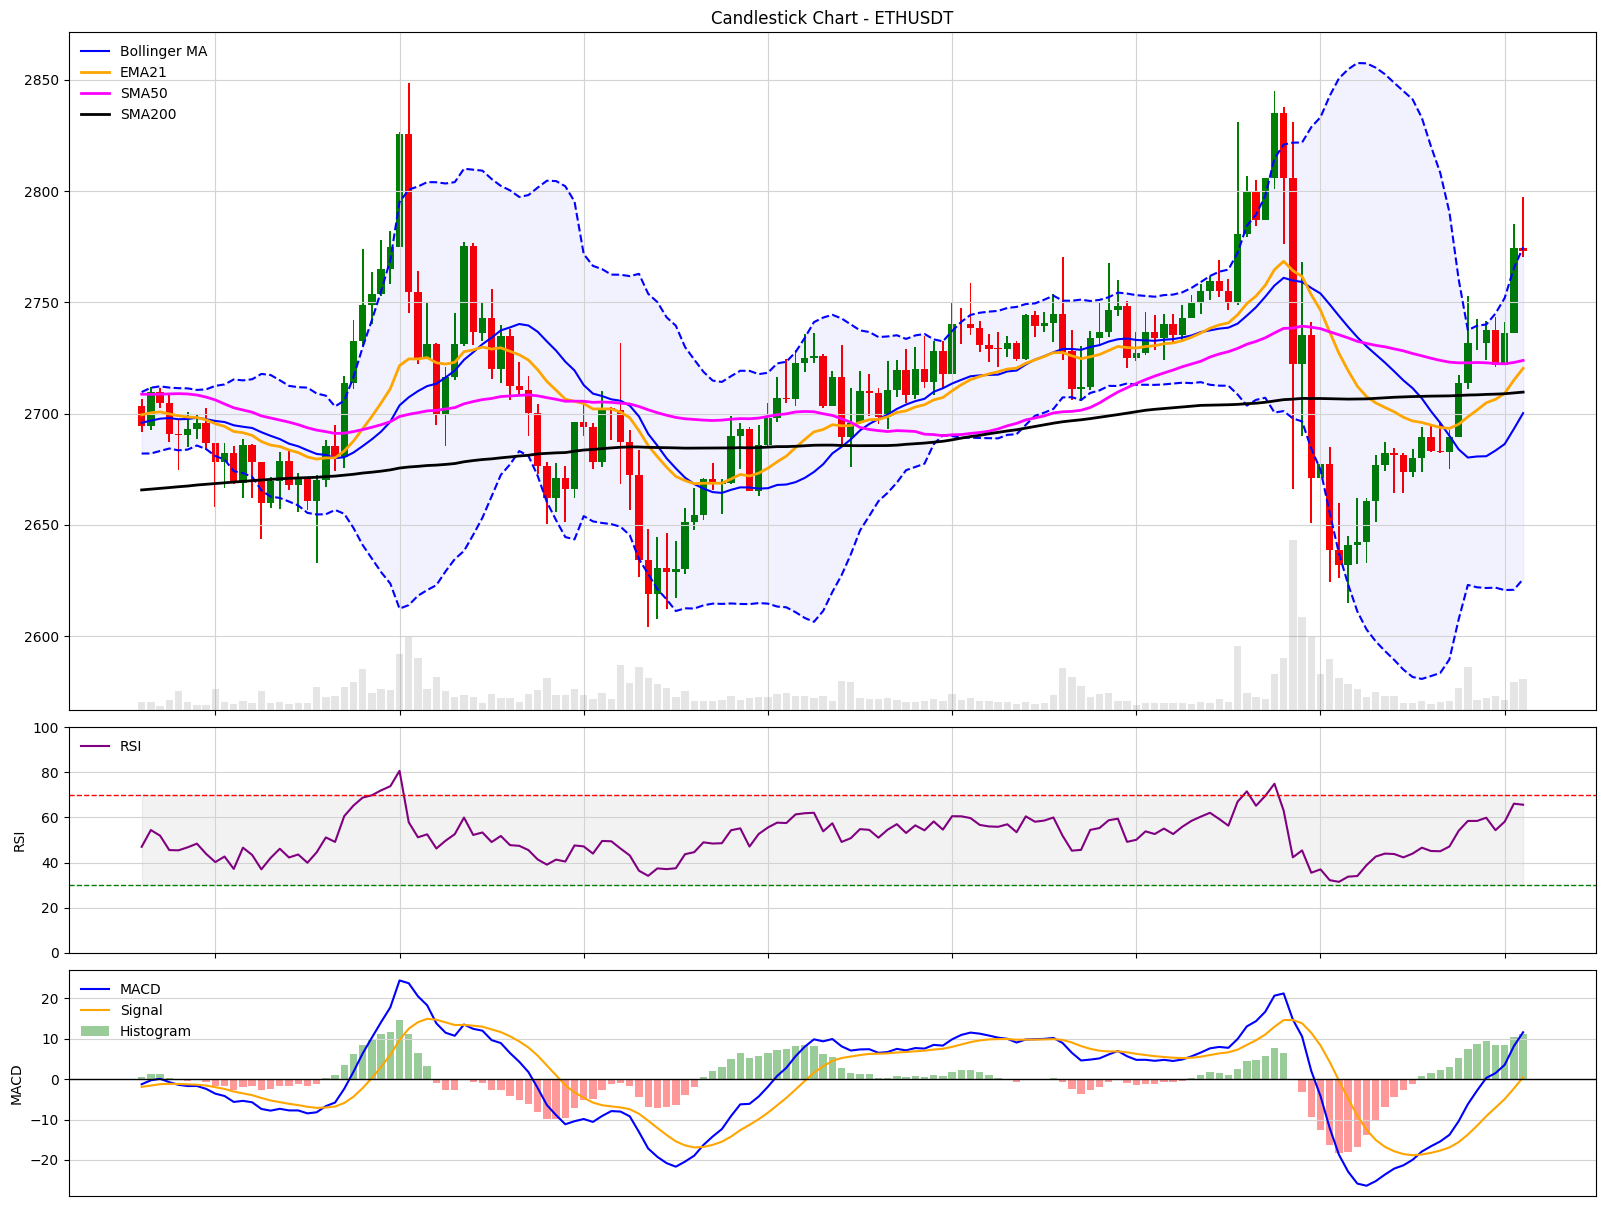 Candlestick Chart - ETHUSDT
Bollinger MA
EMA21
SMA50
SMA200
2850
2800
2750
2700
2650
2600
RSI
100
80
60
40
20
0
RSI
MACD
Signal
Histogram
20
10
0
−10
−20
MACD